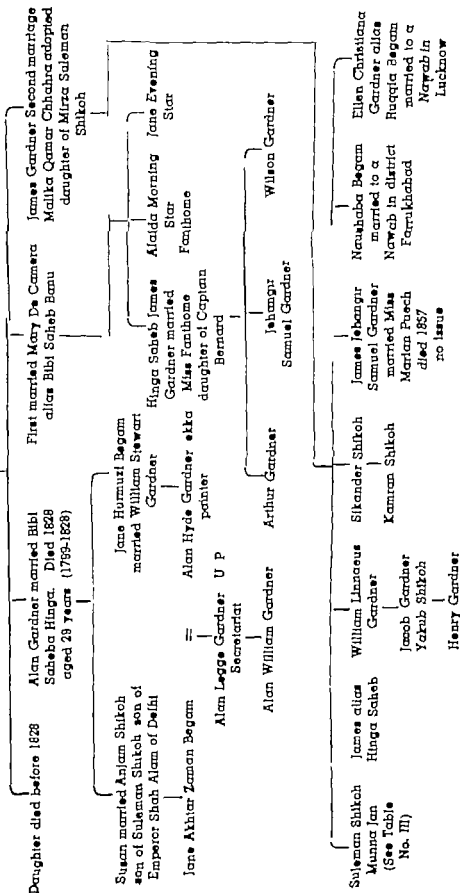 Daughter died before 1828
Alan Gardner married Bibi
Saheba Hinga. Died 1828
aged 29 years (1799-1828)
First married Mary De Camera
alias Bibi Saheb Banu
James Gardner Second marriage
Malika Qamar Chhahra adopted
daughter of Mirza Suleman
Shikoh
Susan married Anjam Shikoh
son of Suleman Shikoh son of
Emperor Shah Alam of Delhi
Jane Hurmuzi Begam
married William Stewart
Gardner
Hinga Saheb James
Gardner married
Miss Fanthome
daughter of Captain
Bernard
Alaida Morning
Star
Fanthome
Jane Evening
Star
Jane Akhtar Zaman Begam
=
Alan Hyde Gardner ekka
painter
Alan Legge Gardner U P
Secretariat
Alan William Gardner
Arthur Gardner
Jehangir
Samuel Gardner
Wilson Gardner
Suleman Shikoh
Munna Jan
(See Table
No. III)
James alias
Hinga Saheb
William Linnaeus
Gardner
Jacob Gardner
Yakub Shikoh
Henry Gardner
Sikander Shikoh
Kamran Shikoh
James Jehangir
Samuel Gardner
married Miss
Marian Puech
died 1857
no issue
Naushaba Begam
married to a
Nawab in district
Farrukhabad
Ellen Christiana
Gardner alias
Ruqqia Begam
married to a
Nawab in
Lucknow